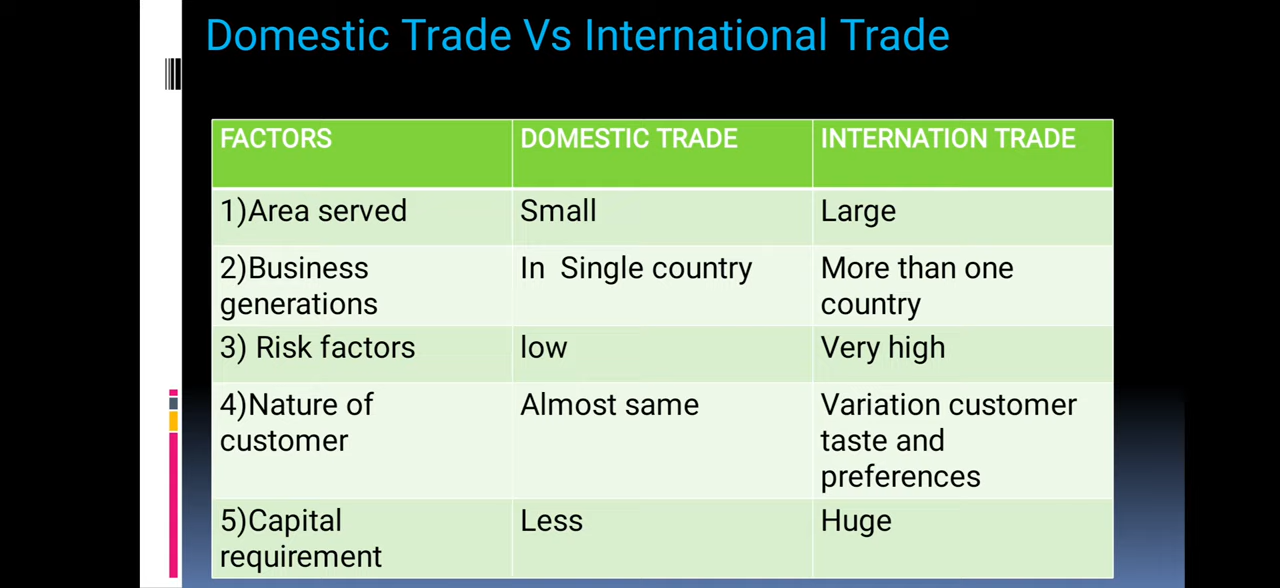 Domestic Trade Vs International Trade
FACTORS DOMESTIC TRADE INTERNATION TRADE
1)Area served Small Large
2)Business In Single country More than one
generations country
3) Risk factors low Very high
4)Nature of Almost same Variation customer
customer taste and
preferences
5)Capital Less Huge
requirement